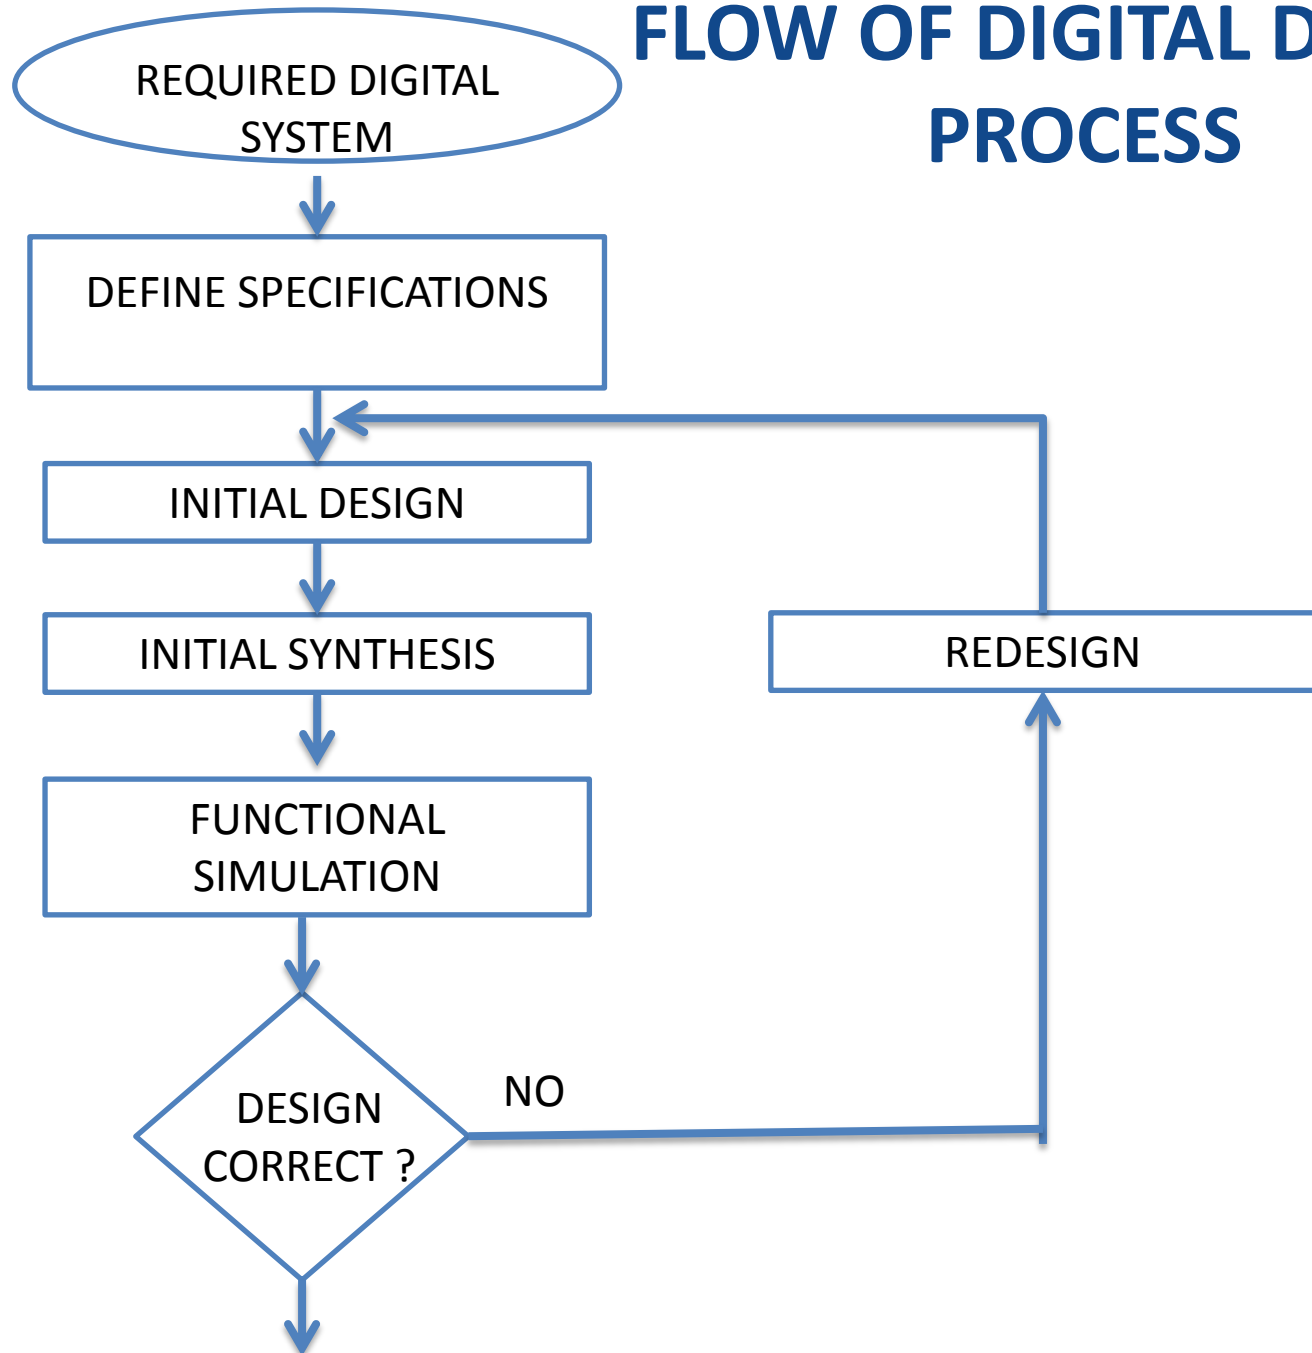 FLOW OF DIGITAL D
PROCESS
REQUIRED DIGITAL
SYSTEM
DEFINE SPECIFICATIONS
INITIAL DESIGN
INITIAL SYNTHESIS
REDESIGN
FUNCTIONAL
SIMULATION
NO
DESIGN
CORRECT ?